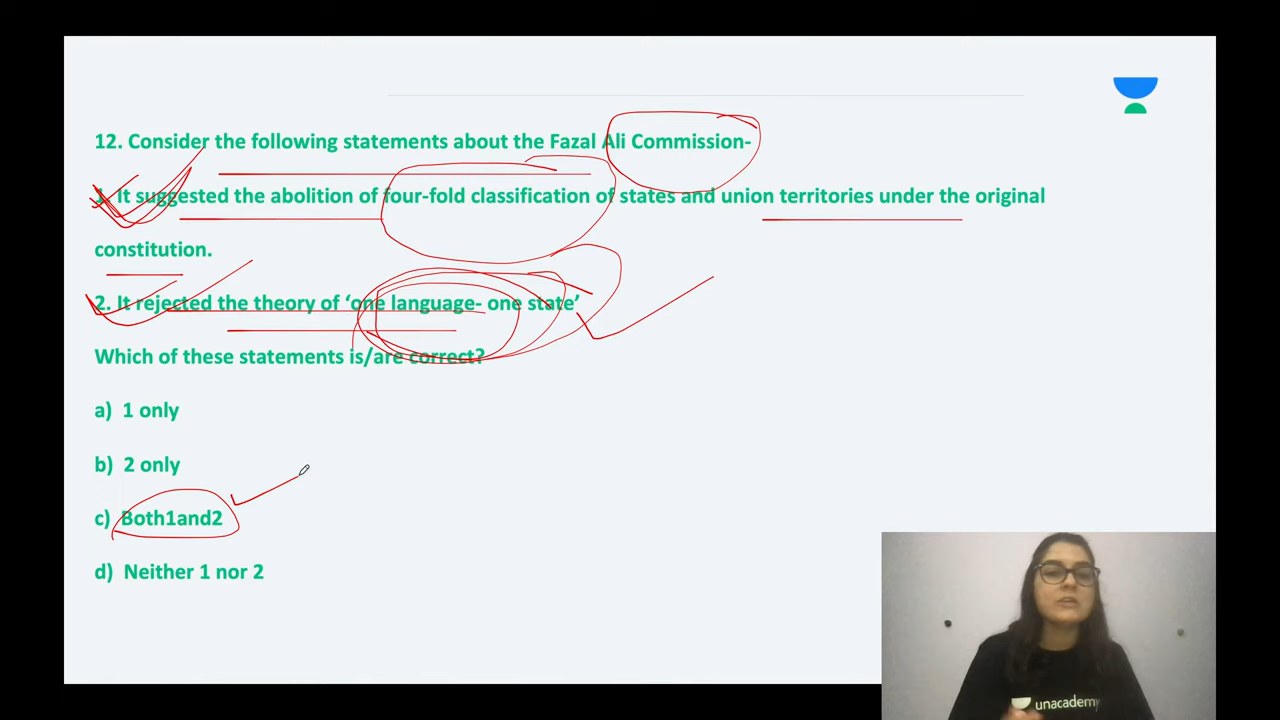 12. Consider the following statements about the Fazal Ali Commission-
1. It suggested the abolition of four-fold classification of states and union territories under the original
constitution.
2. It rejected the theory of ‘one language- one state’
Which of these statements is/are correct?
a) 1 only
b) 2 only
c) Both1and2
d) Neither 1 nor 2
unacademy